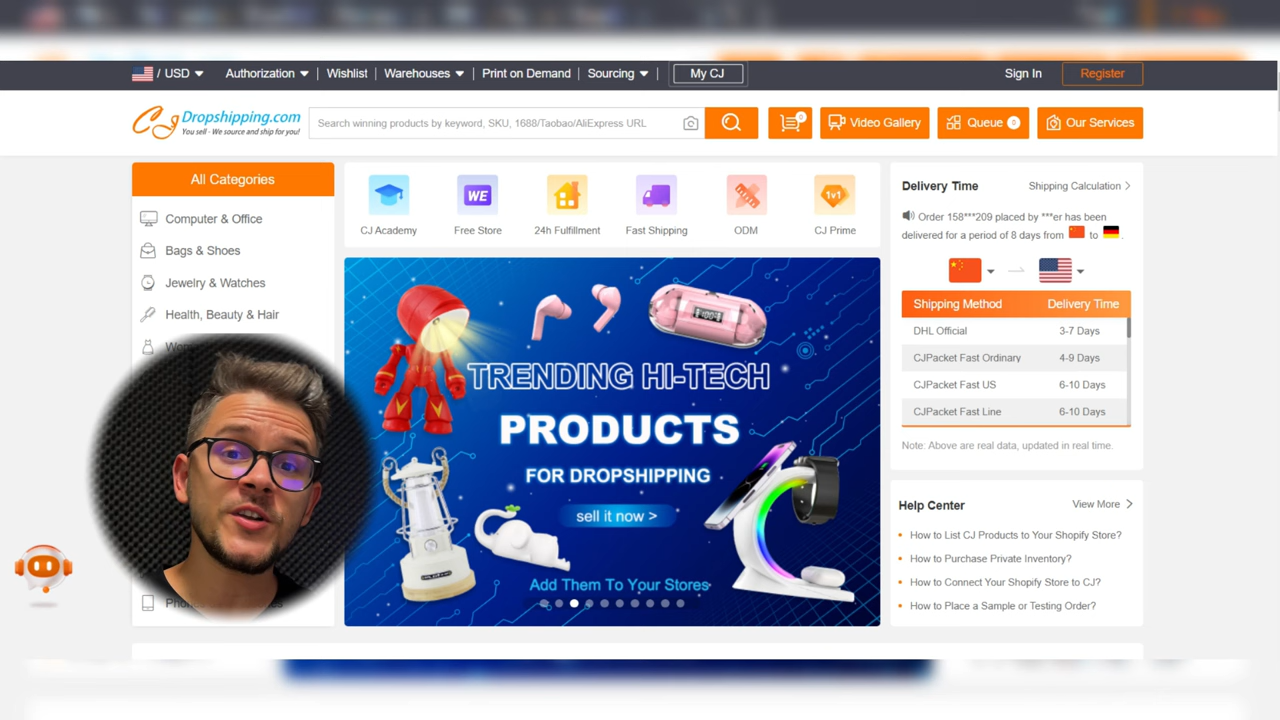 / USD
Authorization
Wishlist
Warehouses
Print on Demand
Sourcing
My CJ
Sign In
Register
CJ Dropshipping.com
You sell - We source and ship for you!
Search winning products by keyword, SKU, 1688/Taobao/AliExpress URL
0
Video Gallery
Queue 0
Our Services
All Categories
Computer & Office
Bags & Shoes
Jewelry & Watches
Health, Beauty & Hair
WE
1v1
CJ Academy
Free Store
24h Fulfillment
Fast Shipping
ODM
CJ Prime
TRENDING HI-TECH
PRODUCTS
FOR DROPSHIPPING
sell it now >
Add Them To Your Stores
Delivery Time
Shipping Calculation
Order 158***209 placed by ***er has been
delivered for a period of 8 days from
to
.
Shipping Method Delivery Time
DHL Official 3-7 Days
CJPacket Fast Ordinary 4-9 Days
CJPacket Fast US 6-10 Days
CJPacket Fast Line 6-10 Days
Note: Above are real data, updated in real time.
Help Center
View More
How to List CJ Products to Your Shopify Store?
How to Purchase Private Inventory?
How to Connect Your Shopify Store to CJ?
How to Place a Sample or Testing Order?